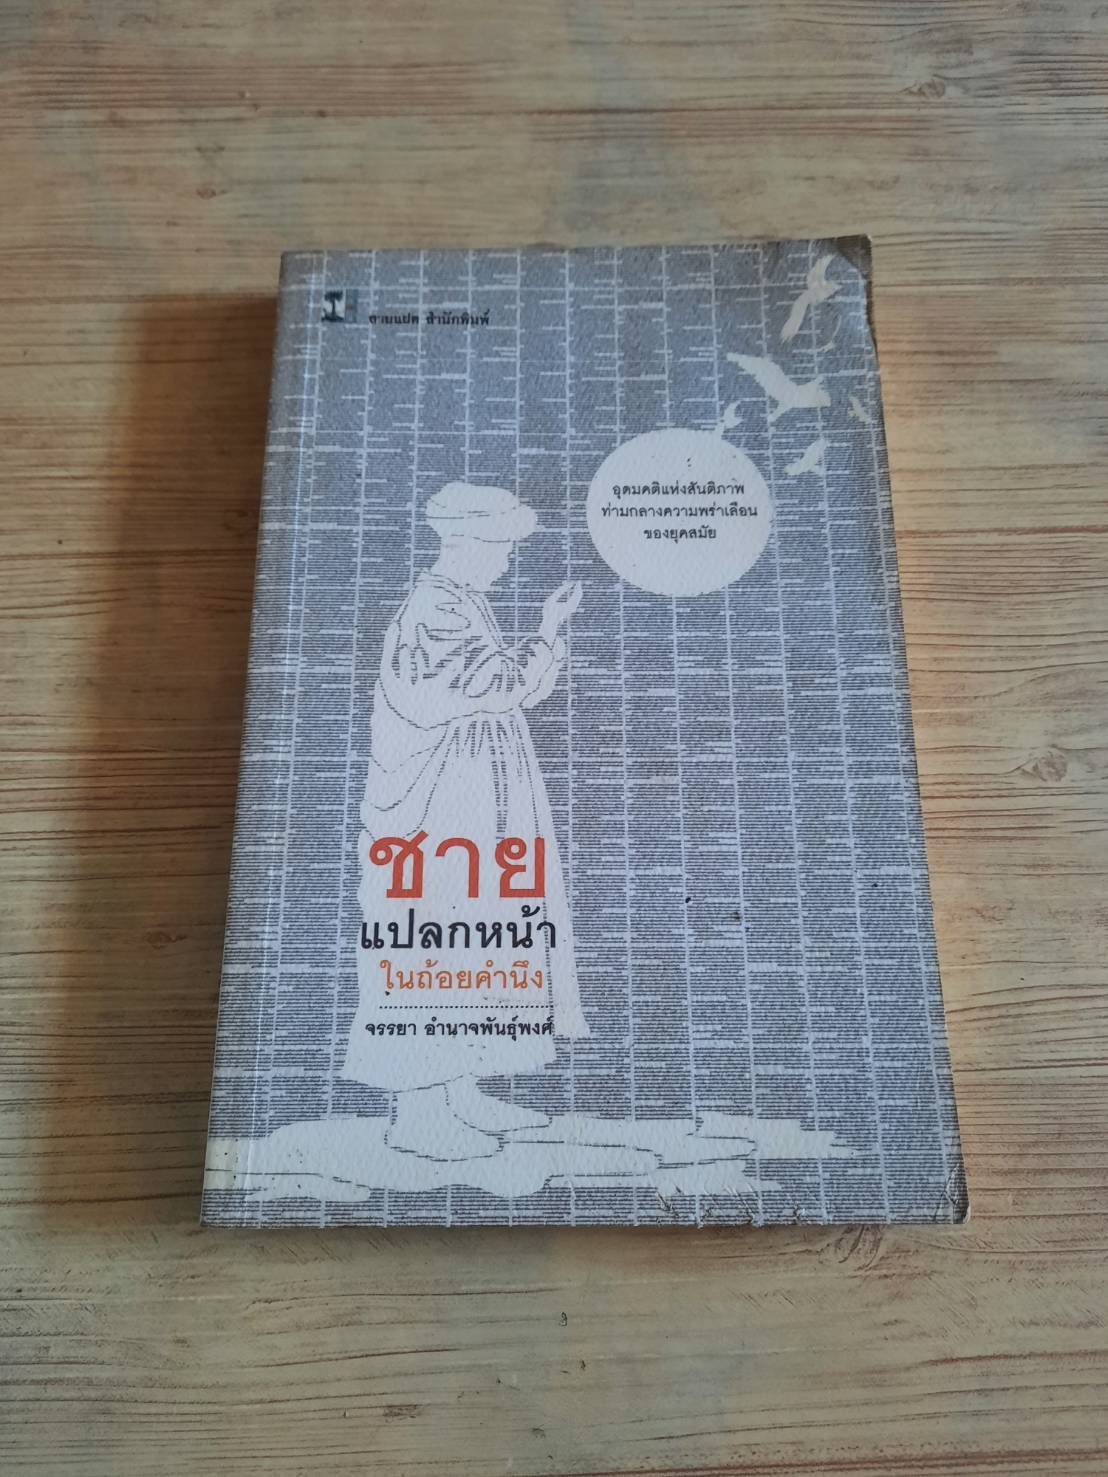 สามแปด สำนักพิมพ์
อุดมคติแห่งสันติภาพ
ท่ามกลางความพร่าเลือน
ของยุคสมัย
ชาย
แปลกหน้า
ในถ้อยคำนึง
จรรยา อำนาจพันธุ์พงศ์